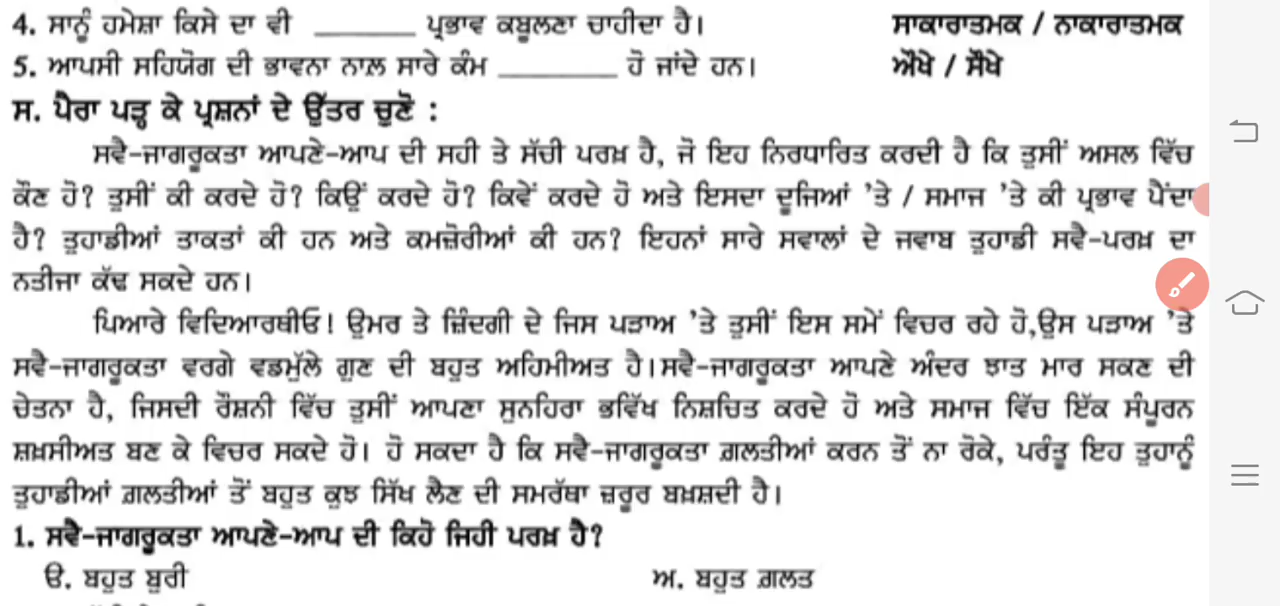 4. ਸਾਨੂੰ ਹਮੇਸ਼ਾ ਕਿਸੇ ਦਾ ਵੀ ________ ਪ੍ਰਭਾਵ ਕਬੂਲਣਾ ਚਾਹੀਦਾ ਹੈ। ਸਾਕਾਰਾਤਮਕ / ਨਾਕਾਰਾਤਮਕ
5. ਆਪਸੀ ਸਹਿਯੋਗ ਦੀ ਭਾਵਨਾ ਨਾਲ਼ ਸਾਰੇ ਕੰਮ _________ ਹੋ ਜਾਂਦੇ ਹਨ। ਔਖੇ / ਸੌਖੇ
ਸ. ਪੈਰਾ ਪੜ੍ਹ ਕੇ ਪ੍ਰਸ਼ਨਾਂ ਦੇ ਉੱਤਰ ਚੁਣੋ :
ਸਵੈ-ਜਾਗਰੂਕਤਾ ਆਪਣੇ-ਆਪ ਦੀ ਸਹੀ ਤੇ ਸੱਚੀ ਪਰਖ਼ ਹੈ, ਜੋ ਇਹ ਨਿਰਧਾਰਿਤ ਕਰਦੀ ਹੈ ਕਿ ਤੁਸੀਂ ਅਸਲ ਵਿੱਚ
ਕੌਣ ਹੋ? ਤੁਸੀਂ ਕੀ ਕਰਦੇ ਹੋ? ਕਿਉਂ ਕਰਦੇ ਹੋ? ਕਿਵੇਂ ਕਰਦੇ ਹੋ ਅਤੇ ਇਸਦਾ ਦੂਜਿਆਂ ’ਤੇ / ਸਮਾਜ ’ਤੇ ਕੀ ਪ੍ਰਭਾਵ ਪੈਂਦਾ
ਹੈ? ਤੁਹਾਡੀਆਂ ਤਾਕਤਾਂ ਕੀ ਹਨ ਅਤੇ ਕਮਜ਼ੋਰੀਆਂ ਕੀ ਹਨ? ਇਹਨਾਂ ਸਾਰੇ ਸਵਾਲਾਂ ਦੇ ਜਵਾਬ ਤੁਹਾਡੀ ਸਵੈ-ਪਰਖ਼ ਦਾ
ਨਤੀਜਾ ਕੱਢ ਸਕਦੇ ਹਨ।
ਪਿਆਰੇ ਵਿਦਿਆਰਥੀਓ! ਉਮਰ ਤੇ ਜ਼ਿੰਦਗੀ ਦੇ ਜਿਸ ਪੜਾਅ ’ਤੇ ਤੁਸੀਂ ਇਸ ਸਮੇਂ ਵਿਚਰ ਰਹੇ ਹੋ,ਉਸ ਪੜਾਅ ’ਤੇ
ਸਵੈ-ਜਾਗਰੂਕਤਾ ਵਰਗੇ ਵਡਮੁੱਲੇ ਗੁਣ ਦੀ ਬਹੁਤ ਅਹਿਮੀਅਤ ਹੈ।ਸਵੈ-ਜਾਗਰੂਕਤਾ ਆਪਣੇ ਅੰਦਰ ਝਾਤ ਮਾਰ ਸਕਣ ਦੀ
ਚੇਤਨਾ ਹੈ, ਜਿਸਦੀ ਰੌਸ਼ਨੀ ਵਿੱਚ ਤੁਸੀਂ ਆਪਣਾ ਸੁਨਹਿਰਾ ਭਵਿੱਖ ਨਿਸ਼ਚਿਤ ਕਰਦੇ ਹੋ ਅਤੇ ਸਮਾਜ ਵਿੱਚ ਇੱਕ ਸੰਪੂਰਨ
ਸ਼ਖ਼ਸੀਅਤ ਬਣ ਕੇ ਵਿਚਰ ਸਕਦੇ ਹੋ। ਹੋ ਸਕਦਾ ਹੈ ਕਿ ਸਵੈ-ਜਾਗਰੂਕਤਾ ਗ਼ਲਤੀਆਂ ਕਰਨ ਤੋਂ ਨਾ ਰੋਕੇ, ਪਰੰਤੂ ਇਹ ਤੁਹਾਨੂੰ
ਤੁਹਾਡੀਆਂ ਗ਼ਲਤੀਆਂ ਤੋਂ ਬਹੁਤ ਕੁਝ ਸਿੱਖ ਲੈਣ ਦੀ ਸਮਰੱਥਾ ਜ਼ਰੂਰ ਬਖ਼ਸ਼ਦੀ ਹੈ।
1. ਸਵੈ-ਜਾਗਰੂਕਤਾ ਆਪਣੇ-ਆਪ ਦੀ ਕਿਹੋ ਜਿਹੀ ਪਰਖ਼ ਹੈ?
ੳ. ਬਹੁਤ ਬੁਰੀ ਅ. ਬਹੁਤ ਗ਼ਲਤ